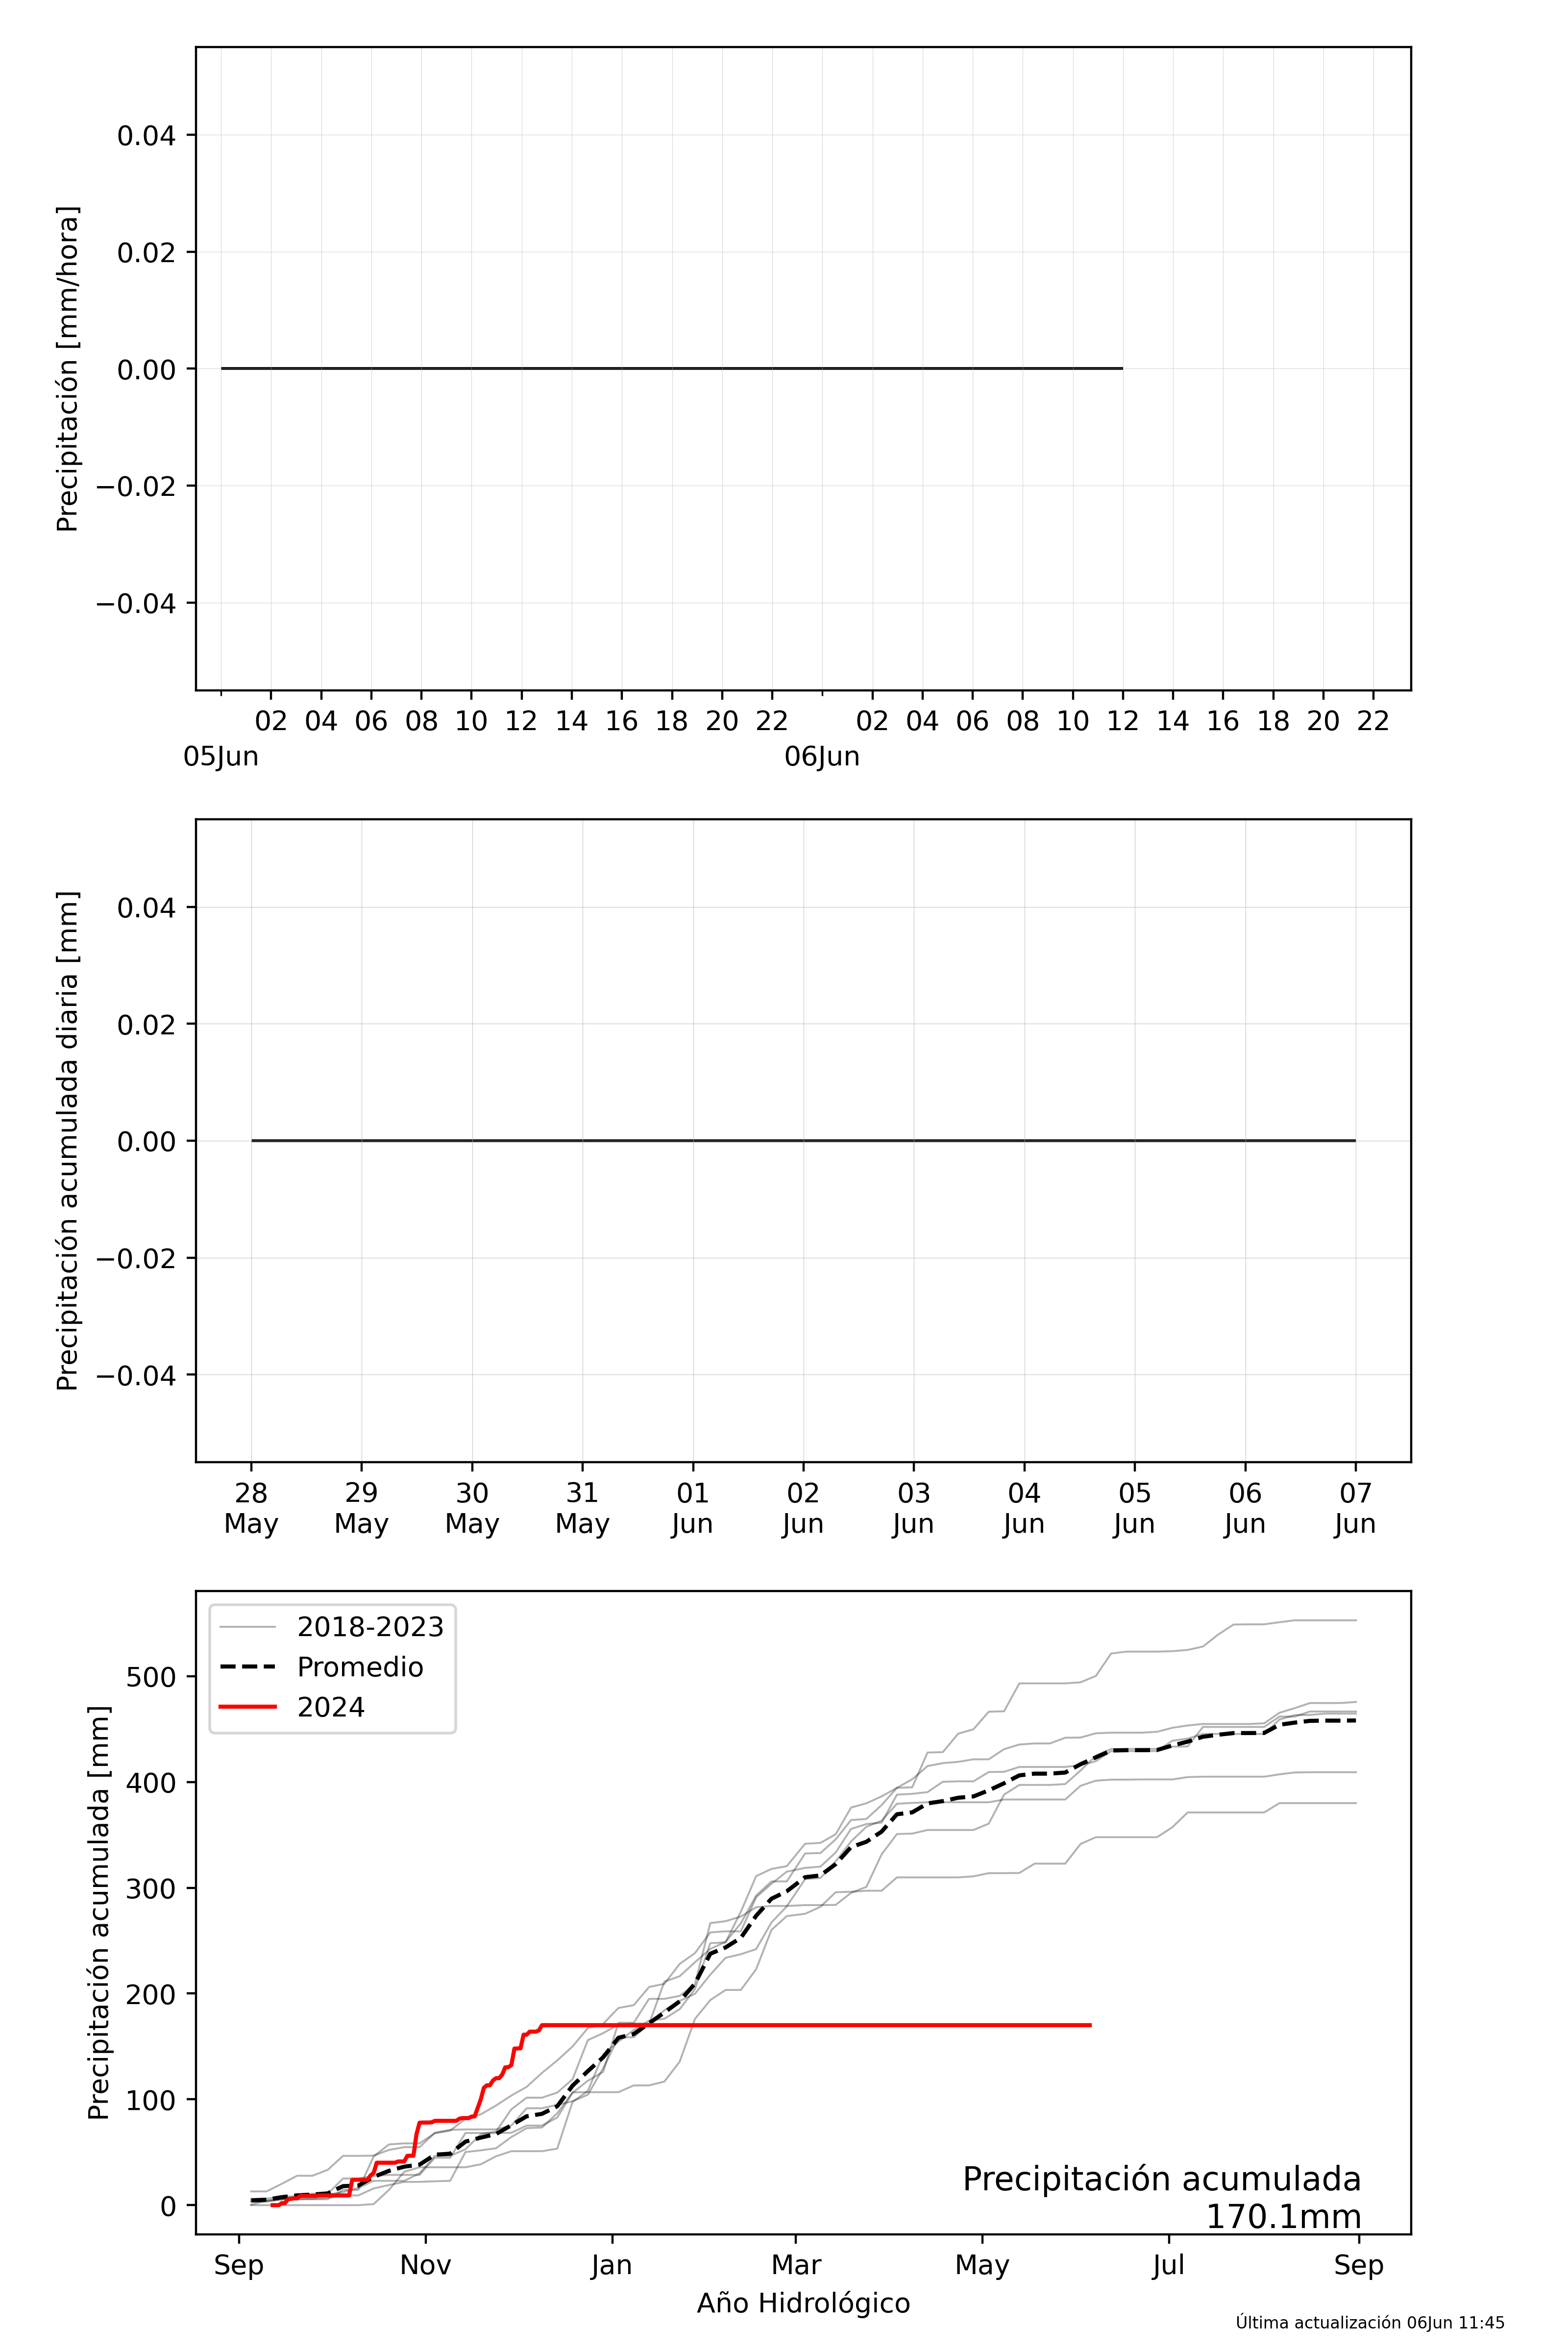 Precipitación [mm/hora]
0.04
0.02
0.00
−0.02
−0.04
02 04 06 08 10 12 14 16 18 20 22 02 04 06 08 10 12 14 16 18 20 22
05Jun 06Jun
Precipitación acumulada diaria [mm]
0.04
0.02
0.00
−0.02
−0.04
28 29 30 31 01 02 03 04 05 06 07
May May May May Jun Jun Jun Jun Jun Jun Jun
Precipitación acumulada [mm]
2018-2023
Promedio
2024
500
400
300
200
100
0
Precipitación acumulada
170.1mm
Sep Nov Jan Mar May Jul Sep
Año Hidrológico
Última actualización 06Jun 11:45